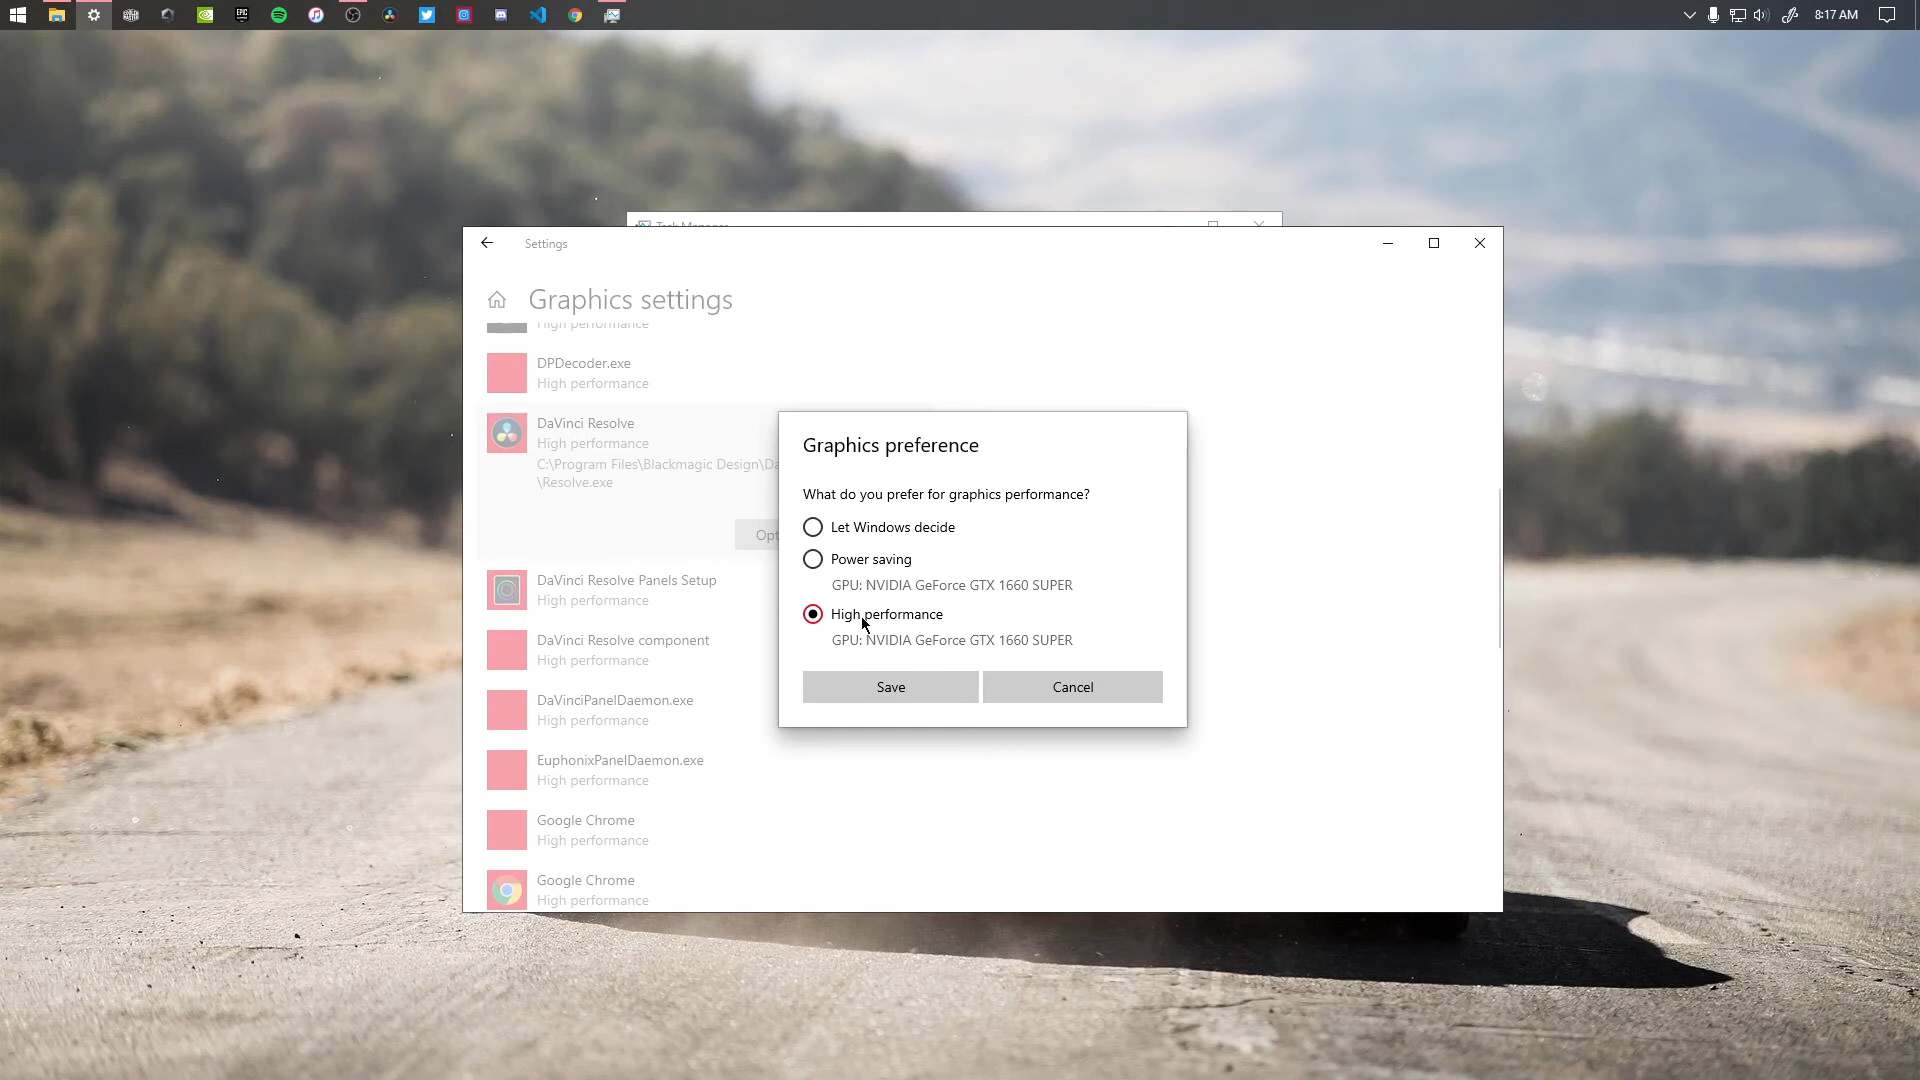 8:17 AM
Task Manager
Settings
Graphics settings
High performance
DPDecoder.exe
High performance
DaVinci Resolve
High performance
C:\Program Files\Blackmagic Design\Da
\Resolve.exe
Opt
DaVinci Resolve Panels Setup
High performance
DaVinci Resolve component
High performance
DaVinciPanelDaemon.exe
High performance
EuphonixPanelDaemon.exe
High performance
Google Chrome
High performance
Google Chrome
High performance
Graphics preference
What do you prefer for graphics performance?
Let Windows decide
Power saving
GPU: NVIDIA GeForce GTX 1660 SUPER
High performance
GPU: NVIDIA GeForce GTX 1660 SUPER
Save
Cancel